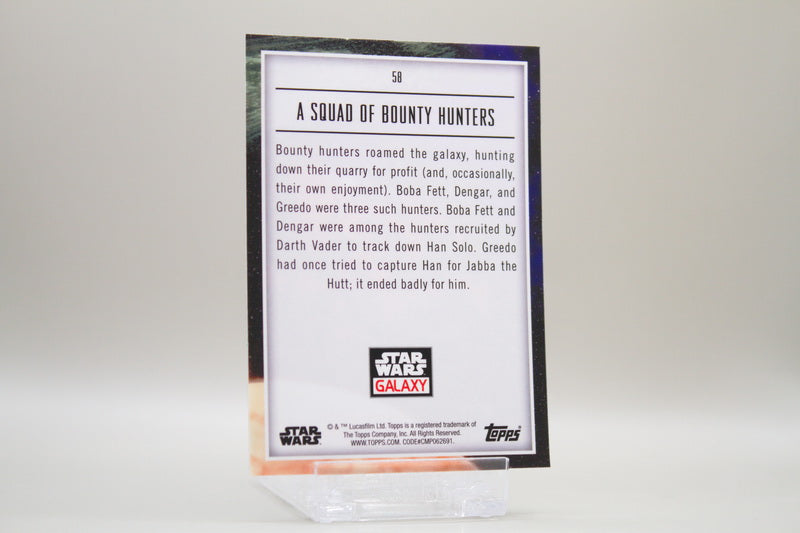 58
A SQUAD OF BOUNTY HUNTERS
Bounty hunters roamed the galaxy, hunting
down their quarry for profit (and, occasionally,
their own enjoyment). Boba Fett, Dengar, and
Greedo were three such hunters. Boba Fett and
Dengar were among the hunters recruited by
Darth Vader to track down Han Solo. Greedo
had once tried to capture Han for Jabba the
Hutt; it ended badly for him.
STAR
WARS
GALAXY
STAR
WARS
© & ™ Lucasfilm Ltd. Topps is a registered trademark of
The Topps Company, Inc. All Rights Reserved.
WWW.TOPPS.COM. CODE#CMP062691.
topps